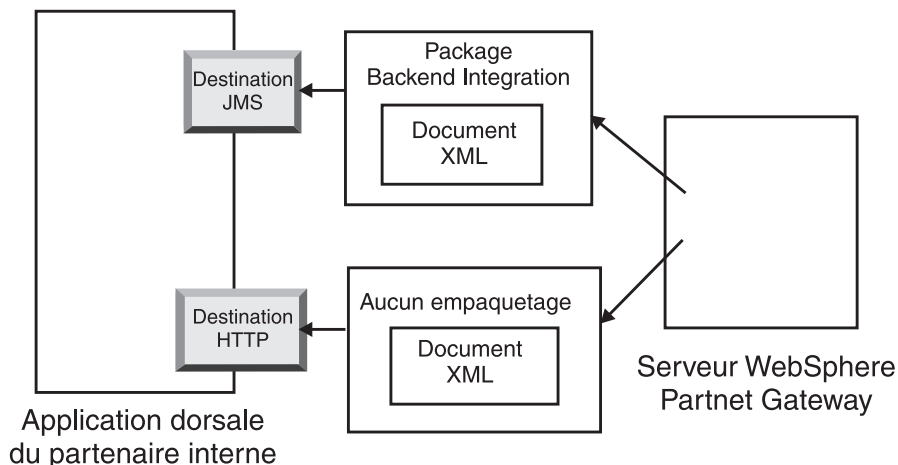 Destination
JMS
Package
Backend Integration
Document
XML
Destination
HTTP
Aucun empaquetage
Document
XML
Serveur WebSphere
Partnet Gateway
Application dorsale
du partenaire interne